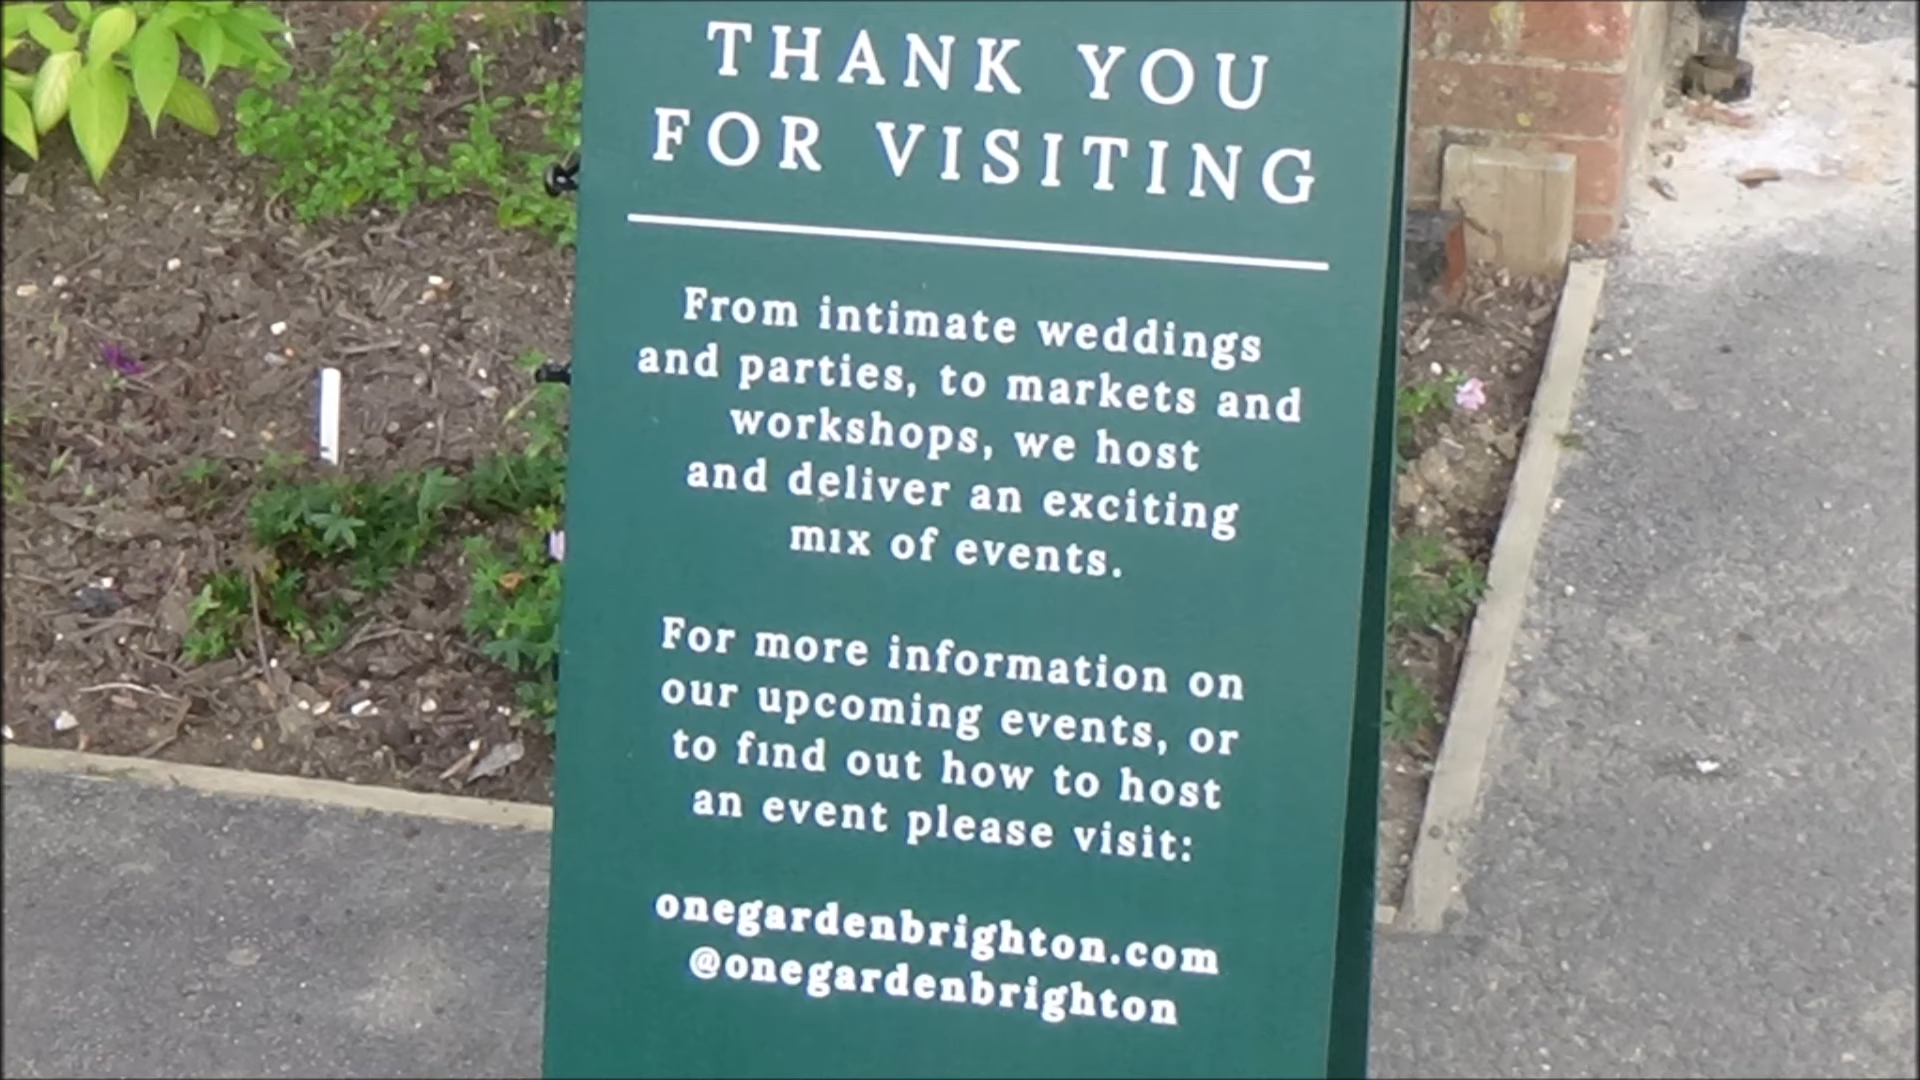 THANK YOU
FOR VISITING
From intimate weddings
and parties, to markets and
workshops, we host
and deliver an exciting
mix of events.
For more information on
our upcoming events, or
to find out how to host
an event please visit:
onegardenbrighton.com
@onegardenbrighton